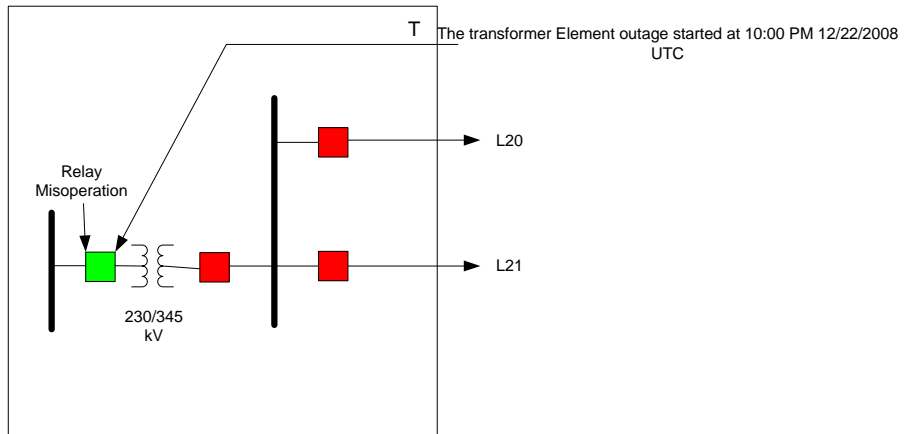 T
The transformer Element outage started at 10:00 PM 12/22/2008
UTC
L20
Relay
Misoperation
L21
230/345
kV